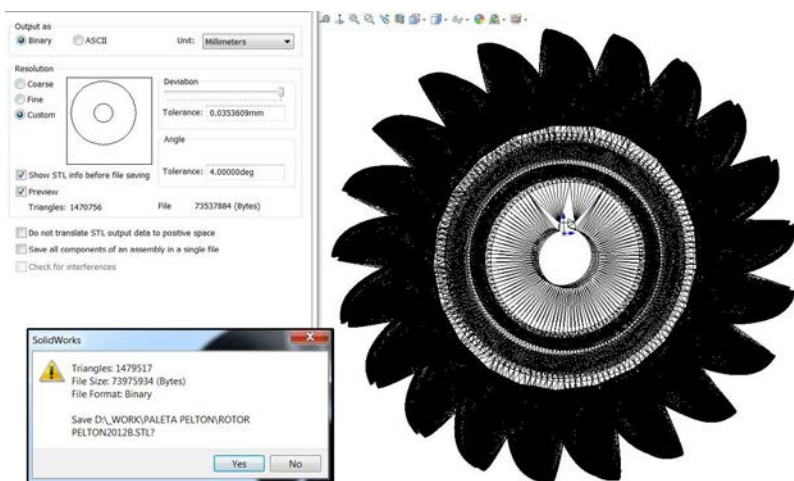 Output as
Binary ASCII Unit: Millimeters
Resolution
Coarse
Fine
Custom
Deviation
Tolerance: 0.0353609mm
Angle
Tolerance: 4.00000deg
Show STL info before file saving
Preview
Triangles: 1470756 File 73537884 (Bytes)
Do not translate STL output data to positive space
Save all components of an assembly in a single file
Check for interferences
SolidWorks
Triangles: 1479517
File Size: 73975934 (Bytes)
File Format: Binary
Save D:\_WORK\PALETA PELTON\ROTOR
PELTON2012B.STL?
Yes No